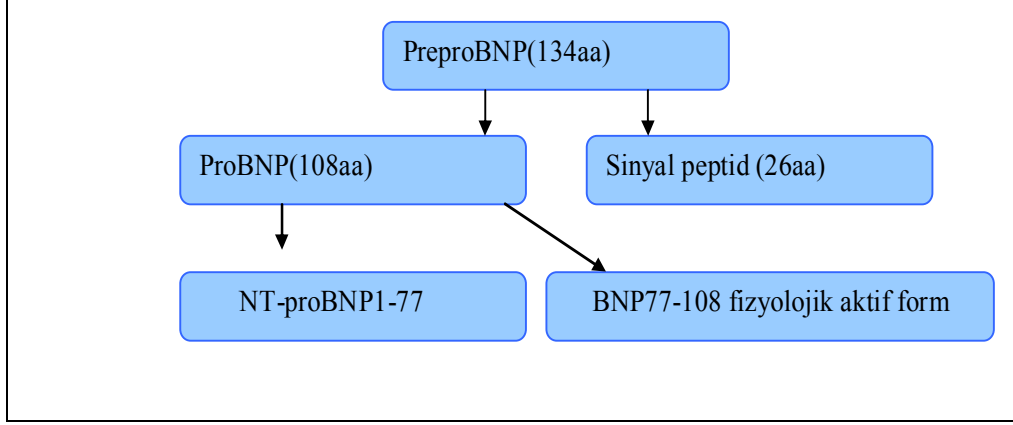 PreproBNP(134aa)
ProBNP(108aa)
Sinyal peptid (26aa)
NT-proBNP1-77
BNP77-108 fizyolojik aktif form